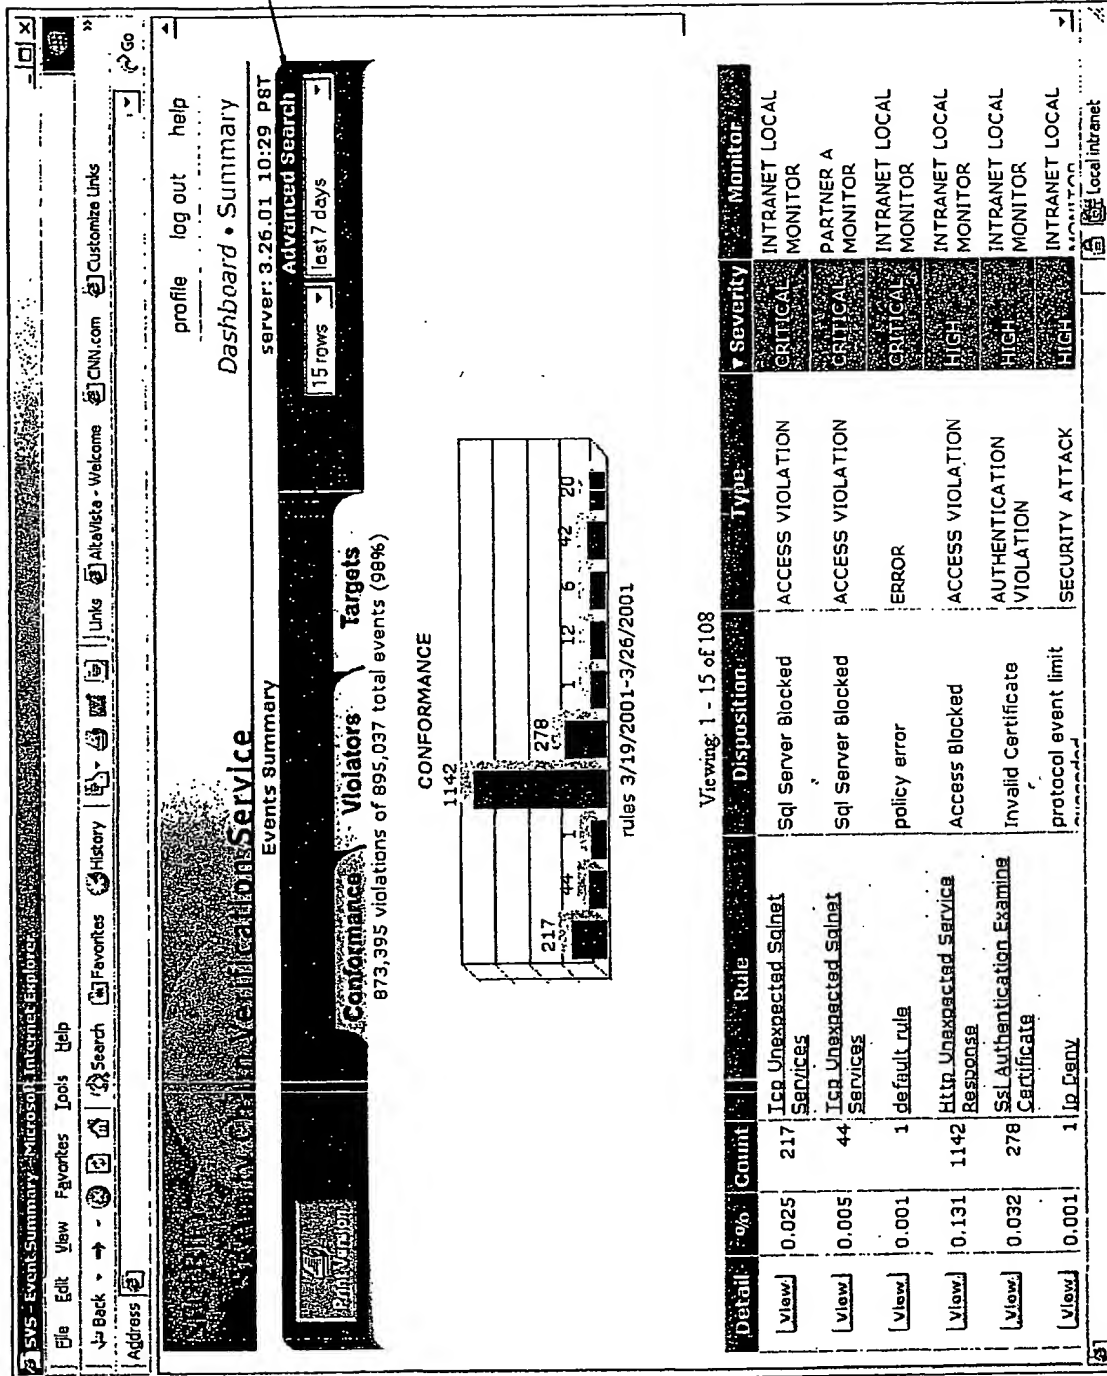 SVS - Event Summary - Microsoft Internet Explorer
File Edit View Favorites Tools Help
Back Search Favorites History Links AltaVista - Welcome CNN.com Customize Links
Address Go
profile log out help
Verification Service
Dashboard • Summary
Events Summary server: 3.26.01 10:29 PST
Print Version
Advanced Search
15 rows last 7 days
Conformance Violators Targets
873,395 violations of 895,037 total events (98%)
CONFORMANCE
217 44 1 1142 278 1 12 6 42 20
rules 3/19/2001-3/26/2001
Viewing: 1 - 15 of 108
Detail % Count Rule Disposition Type Severity Monitor
View 0.025 217 Tcp Unexpected Sqlnet Services Sql Server Blocked ACCESS VIOLATION CRITICAL INTRANET LOCAL MONITOR
View 0.005 44 Tcp Unexpected Sqlnet Services Sql Server Blocked ACCESS VIOLATION CRITICAL PARTNER A MONITOR
View 0.001 1 default rule policy error ERROR CRITICAL INTRANET LOCAL MONITOR
View 0.131 1142 Http Unexpected Service Response Access Blocked ACCESS VIOLATION HIGH INTRANET LOCAL MONITOR
View 0.032 278 Ssl Authentication Examine Certificate Invalid Certificate AUTHENTICATION VIOLATION HIGH INTRANET LOCAL MONITOR
View 0.001 1 Ip Deny protocol event limit exceeded SECURITY ATTACK HIGH INTRANET LOCAL MONITOR
Local intranet